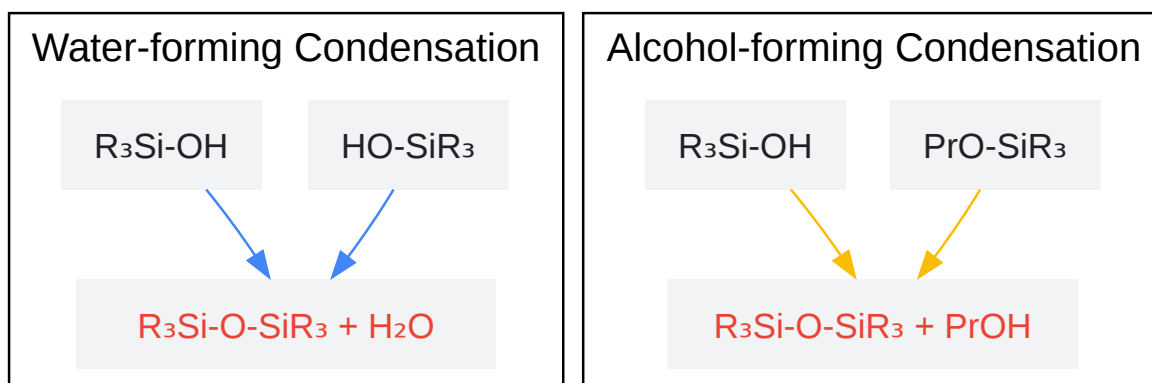 Water-forming Condensation
R₃Si-OH
HO-SiR₃
R₃Si-O-SiR₃ + H₂O
Alcohol-forming Condensation
R₃Si-OH
PrO-SiR₃
R₃Si-O-SiR₃ + PrOH